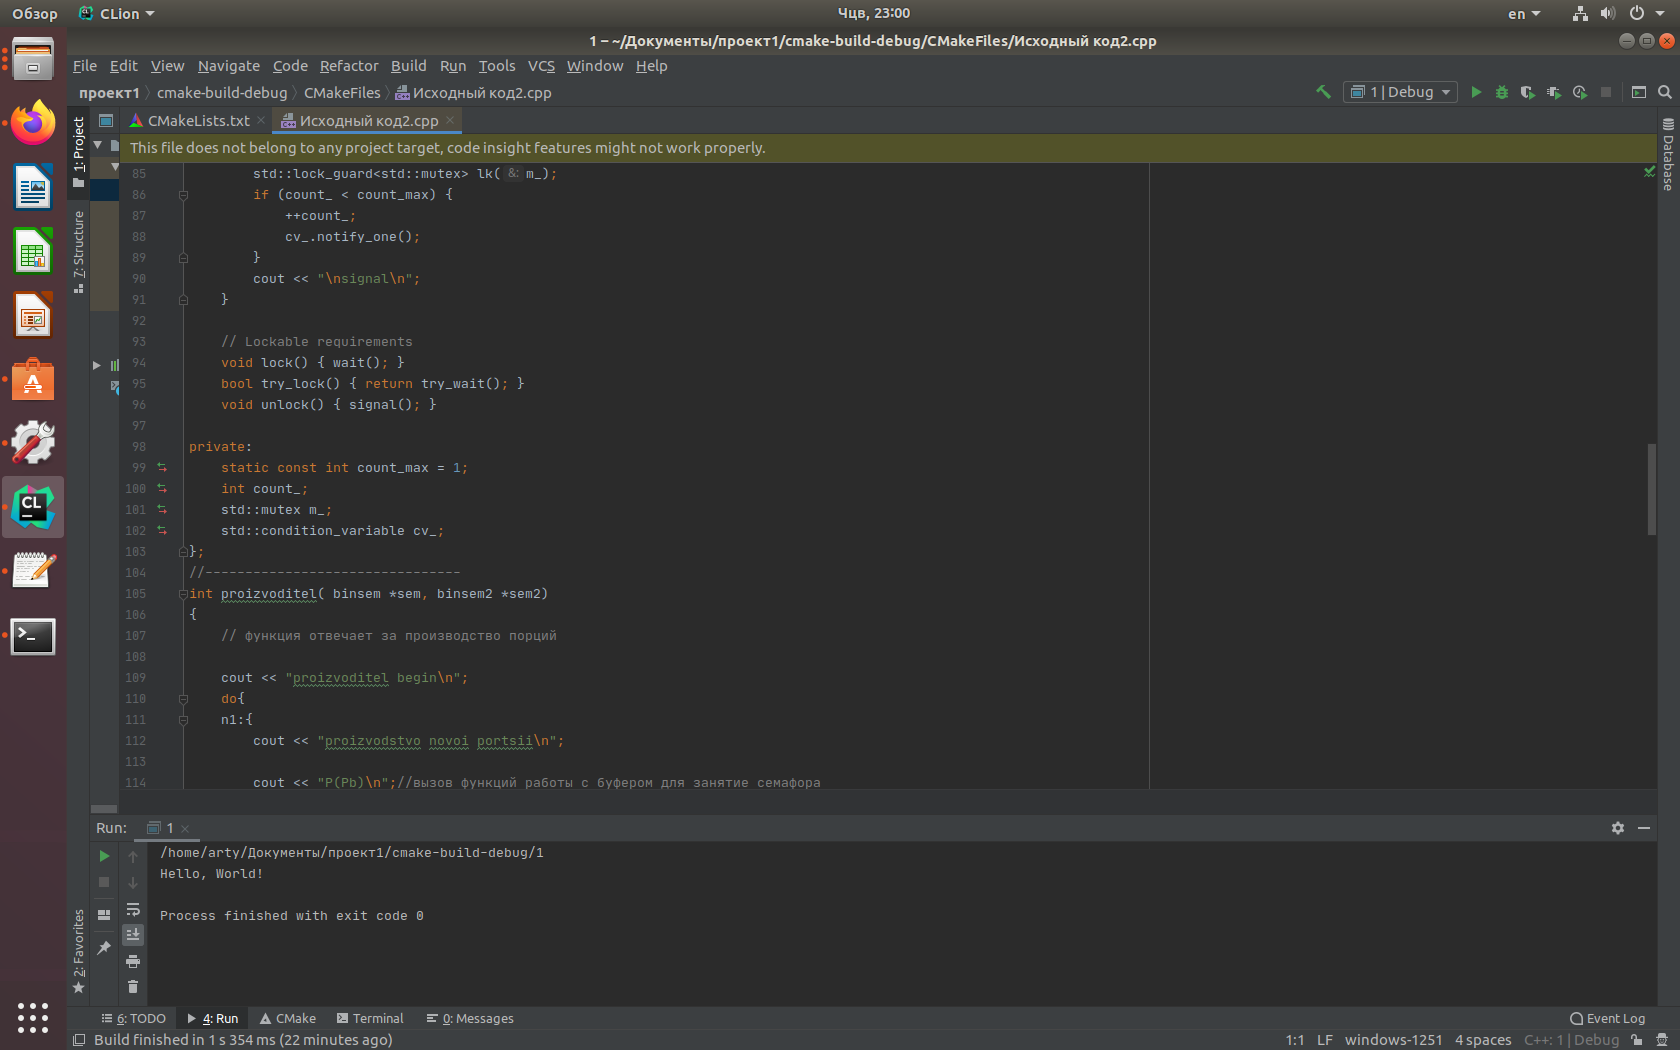 Обзор CLion Чцв, 23:00 en
1 – ~/Документы/проект1/cmake-build-debug/CMakeFiles/Исходный код2.cpp
File Edit View Navigate Code Refactor Build Run Tools VCS Window Help
проект1 cmake-build-debug CMakeFiles Исходный код2.cpp 1 | Debug
1: Project
CMakeLists.txt Исходный код2.cpp
Database
This file does not belong to any project target, code insight features might not work properly.
7: Structure
85 std::lock_guard<std::mutex> lk( &: m_);
86 if (count_ < count_max) {
87 ++count_;
88 cv_.notify_one();
89 }
90 cout << "\nsignal\n";
91 }
92
93 // Lockable requirements
94 void lock() { wait(); }
95 bool try_lock() { return try_wait(); }
96 void unlock() { signal(); }
97
98 private:
99 static const int count_max = 1;
100 int count_;
101 std::mutex m_;
102 std::condition_variable cv_;
103 };
104 //--------------------------------
105 int proizvoditel( binsem *sem, binsem2 *sem2)
106 {
107 // функция отвечает за производство порций
108
109 cout << "proizvoditel begin\n";
110 do{
111 n1:{
112 cout << "proizvodstvo novoi portsii\n";
113
114 cout << "P(Pb)\n";//вызов функций работы с буфером для занятие семафора
Run: 1
/home/arty/Документы/проект1/cmake-build-debug/1
Hello, World!
Process finished with exit code 0
2: Favorites
6: TODO 4: Run CMake Terminal 0: Messages Event Log
Build finished in 1 s 354 ms (22 minutes ago) 1:1 LF windows-1251 4 spaces C++: 1 | Debug